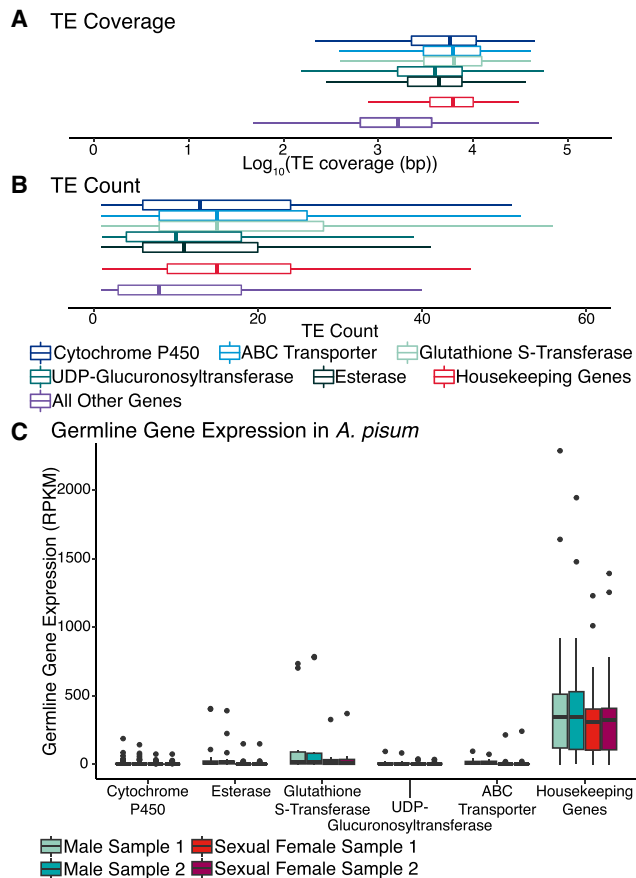 A TE Coverage
0 1 2 3 4 5
Log10(TE coverage (bp))
B TE Count
0 20 40 60
TE Count
Cytochrome P450 ABC Transporter Glutathione S-Transferase
UDP-Glucuronosyltransferase Esterase Housekeeping Genes
All Other Genes
C Germline Gene Expression in A. pisum
Germline Gene Expression (RPKM)
2000
1500
1000
500
0
Cytochrome P450
Esterase
Glutathione S-Transferase
UDP-Glucuronosyltransferase
ABC Transporter
Housekeeping Genes
Male Sample 1 Sexual Female Sample 1
Male Sample 2 Sexual Female Sample 2